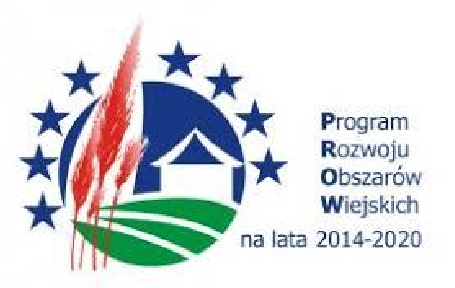 Program
Rozwoju
Obszarów
Wiejskich
na lata 2014-2020